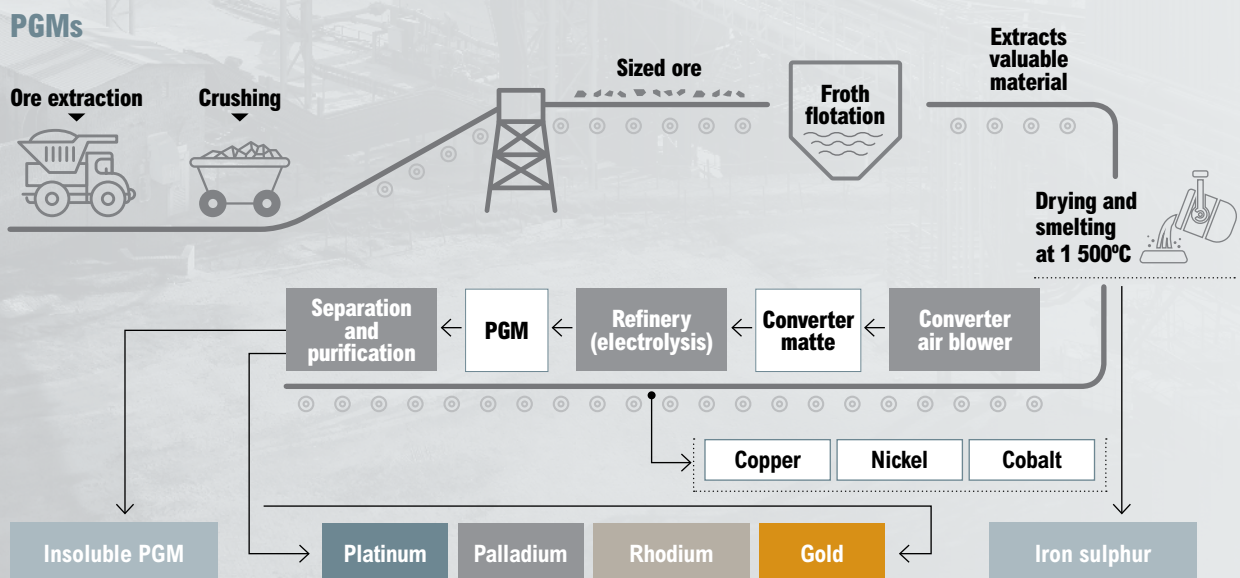 PGMs
Ore extraction
Crushing
Sized ore
Froth
flotation
Extracts
valuable
material
Drying and
smelting
at 1 500ºC
Separation
and
purification
PGM
Refinery
(electrolysis)
Converter
matte
Converter
air blower
Copper
Nickel
Cobalt
Insoluble PGM
Platinum
Palladium
Rhodium
Gold
Iron sulphur